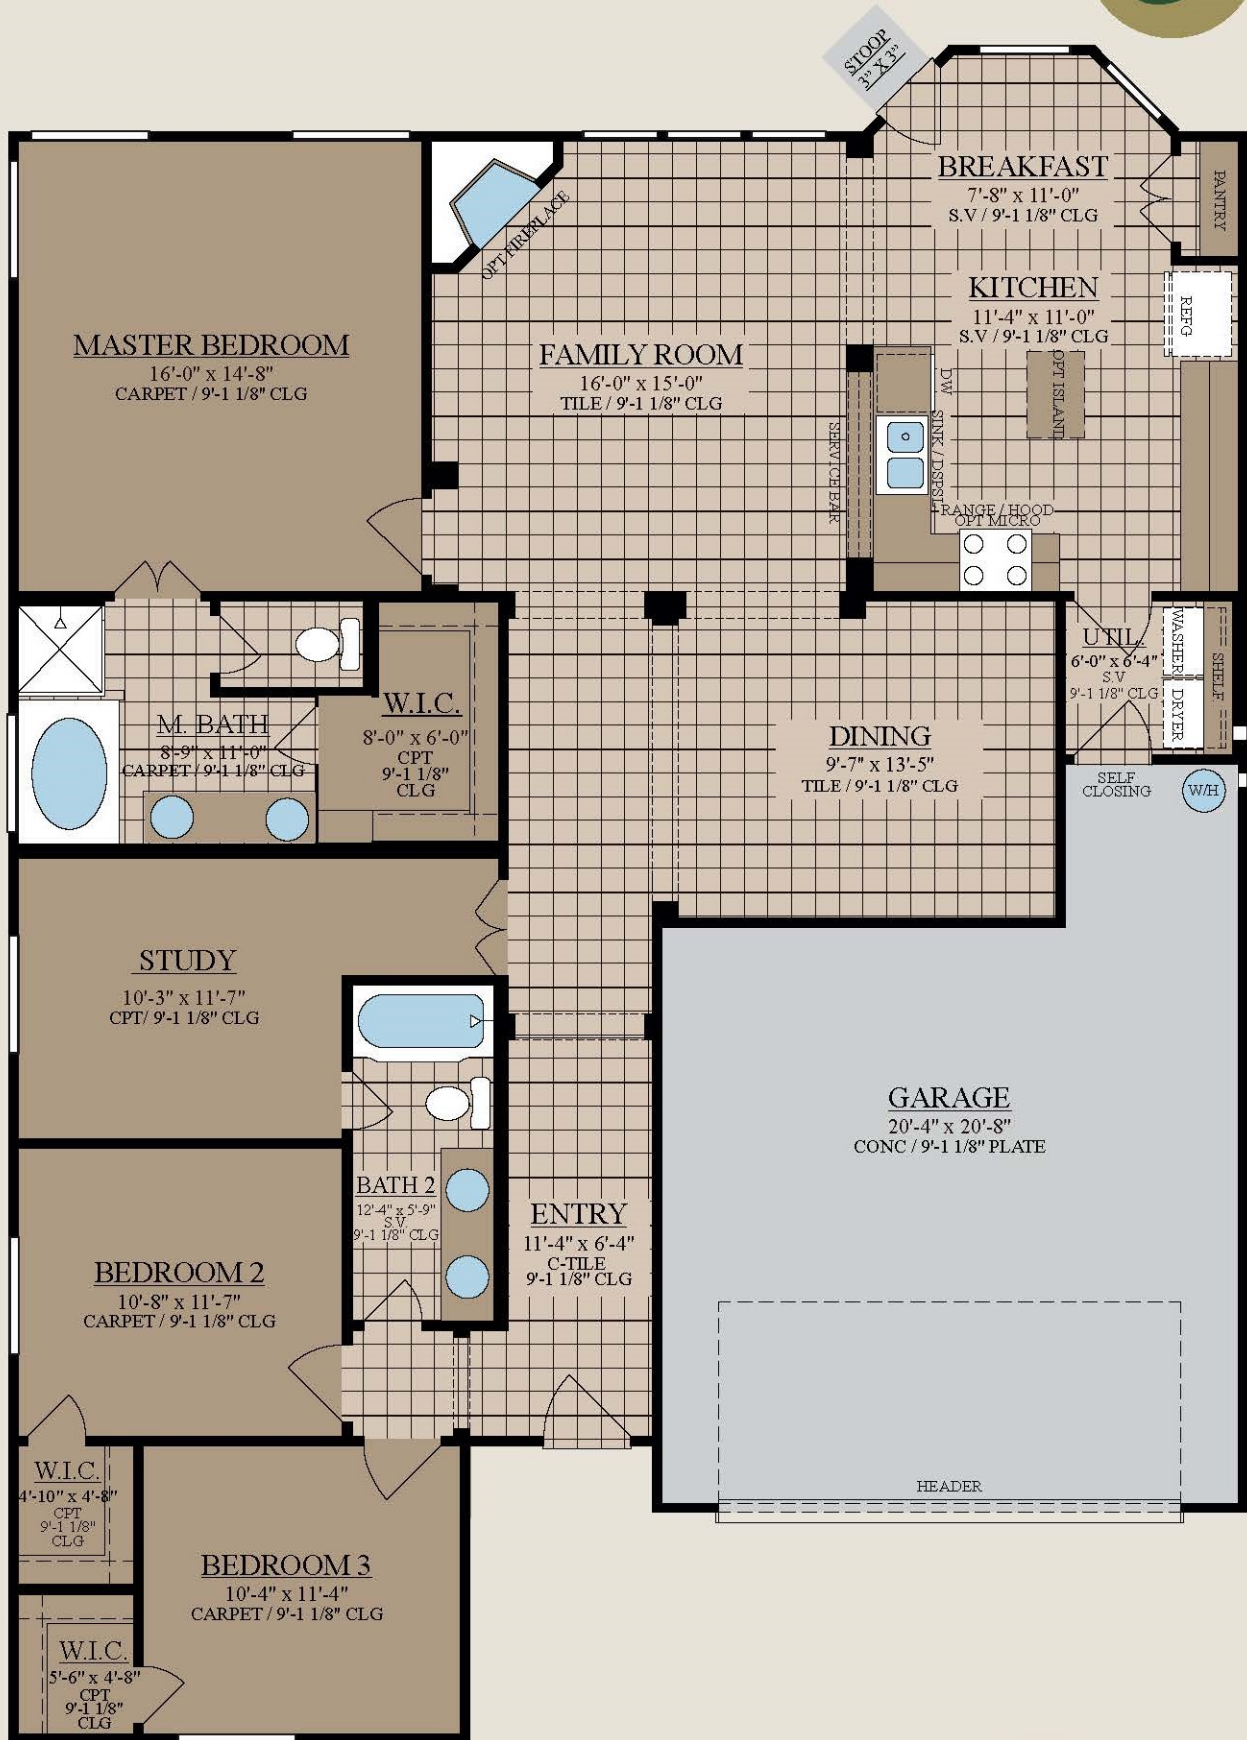 STOOP
3" X 3"
BREAKFAST
7'-8" x 11'-0"
S.V / 9'-1 1/8" CLG
PANTRY
KITCHEN
11'-4" x 11'-0"
S.V / 9'-1 1/8" CLG
REFG
OPT ISLAND
DW
SINK / DSPSL
RANGE / HOOD
OPT MICRO
SERVICE BAR
OPT FIREPLACE
FAMILY ROOM
16'-0" x 15'-0"
TILE / 9'-1 1/8" CLG
MASTER BEDROOM
16'-0" x 14'-8"
CARPET / 9'-1 1/8" CLG
UTIL.
6'-0" x 6'-4"
S.V
9'-1 1/8" CLG
WASHER
DRYER
SHELF
W.I.C.
8'-0" x 6'-0"
CPT
9'-1 1/8"
CLG
M. BATH
8'-9" x 11'-0"
CARPET / 9'-1 1/8" CLG
DINING
9'-7" x 13'-5"
TILE / 9'-1 1/8" CLG
SELF
CLOSING
W/H
STUDY
10'-3" x 11'-7"
CPT/ 9'-1 1/8" CLG
GARAGE
20'-4" x 20'-8"
CONC / 9'-1 1/8" PLATE
BATH 2
12'-4" x 5'-9"
S.V.
9'-1 1/8" CLG
ENTRY
11'-4" x 6'-4"
C-TILE
9'-1 1/8" CLG
BEDROOM 2
10'-8" x 11'-7"
CARPET / 9'-1 1/8" CLG
W.I.C.
4'-10" x 4'-8"
CPT
9'-1 1/8"
CLG
HEADER
BEDROOM 3
10'-4" x 11'-4"
CARPET / 9'-1 1/8" CLG
W.I.C.
5'-6" x 4'-8"
CPT
9'-1 1/8"
CLG